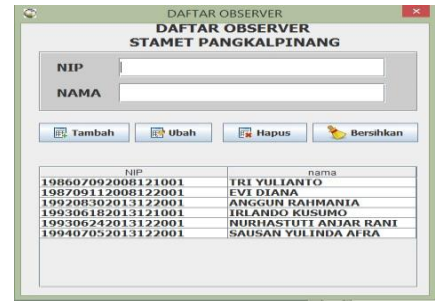 DAFTAR OBSERVER
DAFTAR OBSERVER
STAMET PANGKALPINANG
NIP
NAMA
Tambah Ubah Hapus Bersihkan
NIP nama
198607092008121001 TRI YULIANTO
198709112008122001 EVI DIANA
199208302013122001 ANGGUN RAHMANIA
199306182013121001 IRLANDO KUSUMO
199306242013122001 NURHASTUTI ANJAR RANI
199407052013122001 SAUSAN YULINDA AFRA